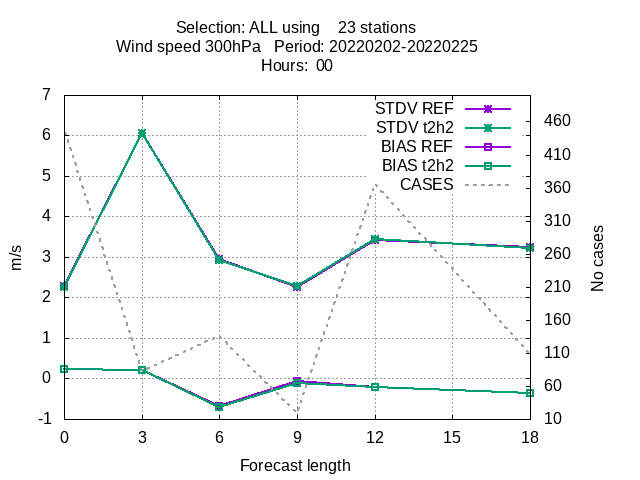 Selection: ALL using    23 stations
Wind speed 300hPa   Period: 20220202-20220225
Hours:  00
STDV REF
STDV t2h2
BIAS REF
BIAS t2h2
CASES
7
6
5
4
3
2
1
0
-1
m/s
460
410
360
310
260
210
160
110
60
10
No cases
0 3 6 9 12 15 18
Forecast length